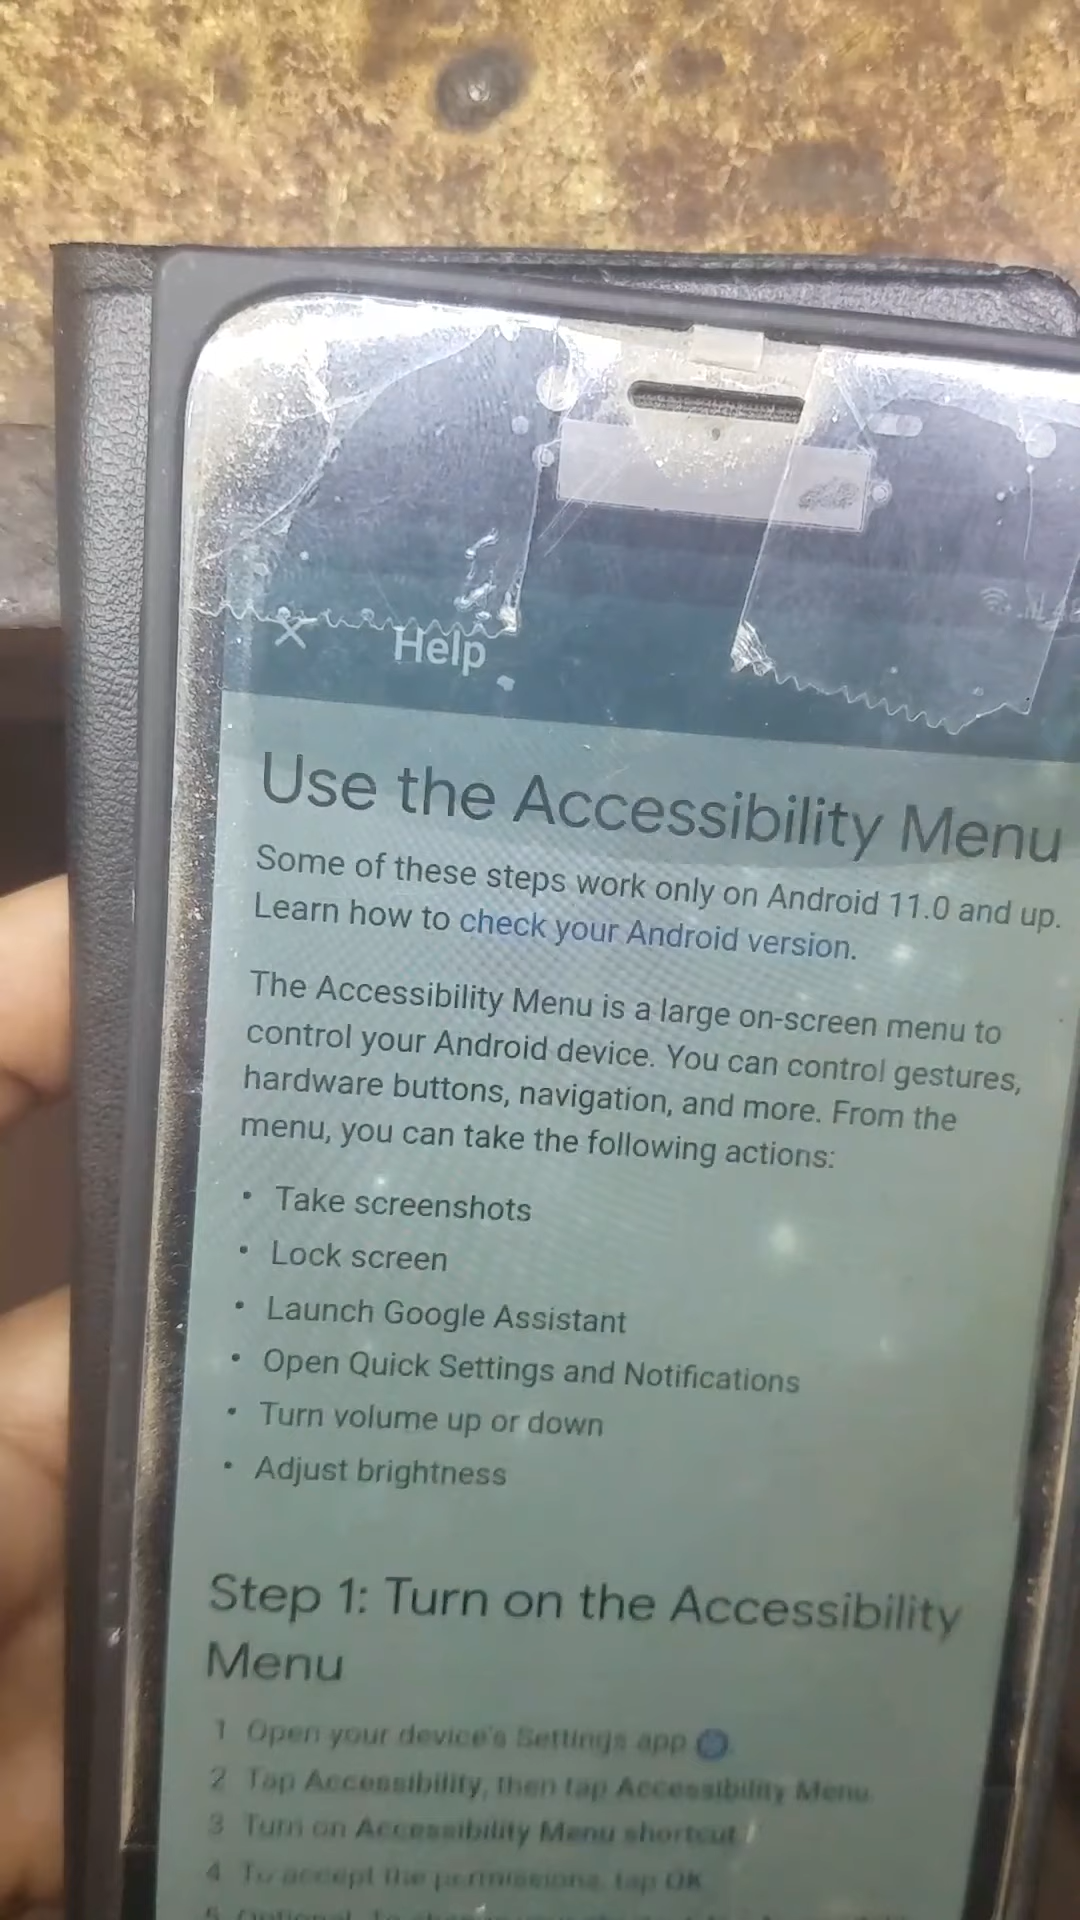 Help
Use the Accessibility Menu
Some of these steps work only on Android 11.0 and up.
Learn how to check your Android version.
The Accessibility Menu is a large on-screen menu to
control your Android device. You can control gestures,
hardware buttons, navigation, and more. From the
menu, you can take the following actions:
• Take screenshots
• Lock screen
• Launch Google Assistant
• Open Quick Settings and Notifications
• Turn volume up or down
• Adjust brightness
Step 1: Turn on the Accessibility
Menu
1 Open your device's Settings app
2 Tap Accessibility, then tap Accessibility Menu.
3 Turn on Accessibility Menu shortcut.
4 To accept the permissions, tap OK.
5 Optional: To